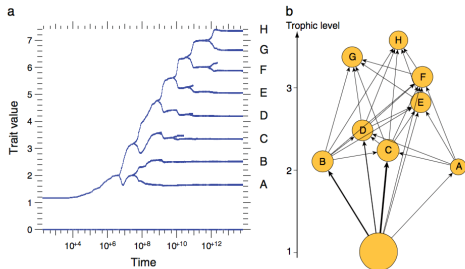 a
b
Trait value
7
6
5
4
3
2
1
0
10+4 10+6 10+8 10+10 10+12
Time
H
G
F
E
D
C
B
A
Trophic level
3
2
1
H
G
F
E
D
C
B
A